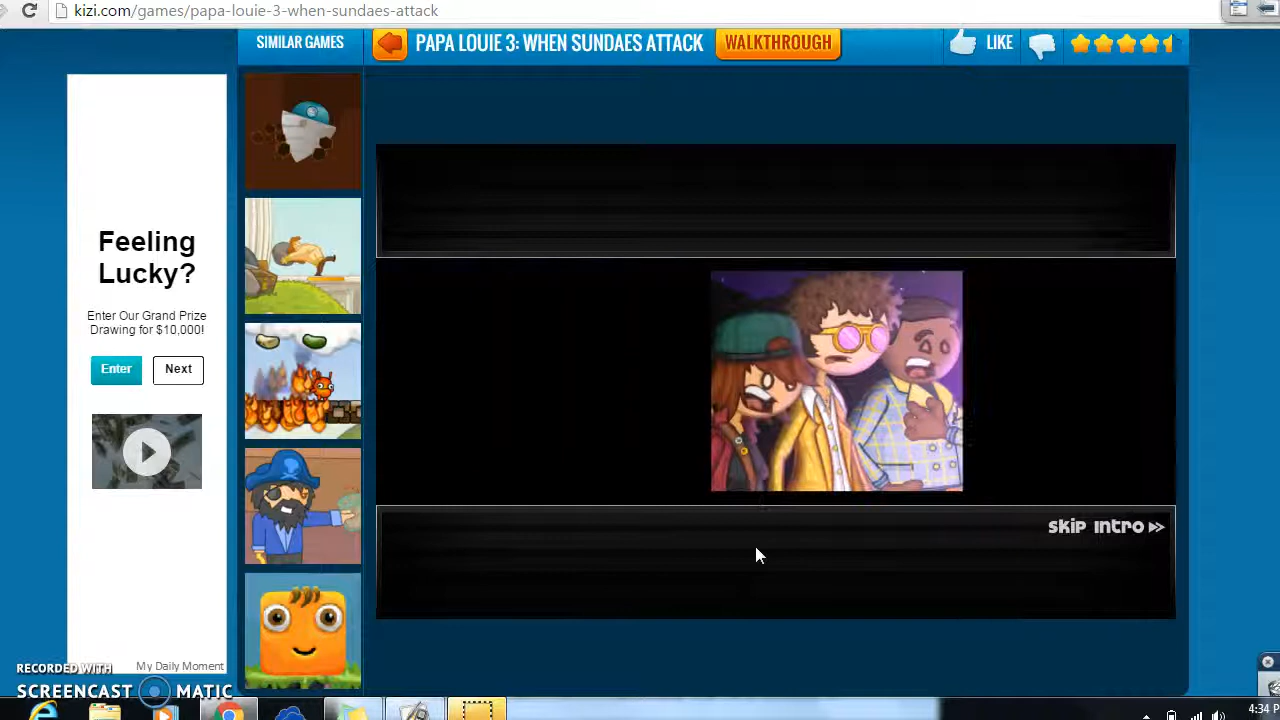 kizi.com/games/papa-louie-3-when-sundaes-attack
SIMILAR GAMES
PAPA LOUIE 3: WHEN SUNDAES ATTACK
WALKTHROUGH
LIKE
Feeling
Lucky?
Enter Our Grand Prize
Drawing for $10,000!
Enter
Next
skip intro
My Daily Moment
RECORDED WITH
SCREENCAST MATIC
4:34 P